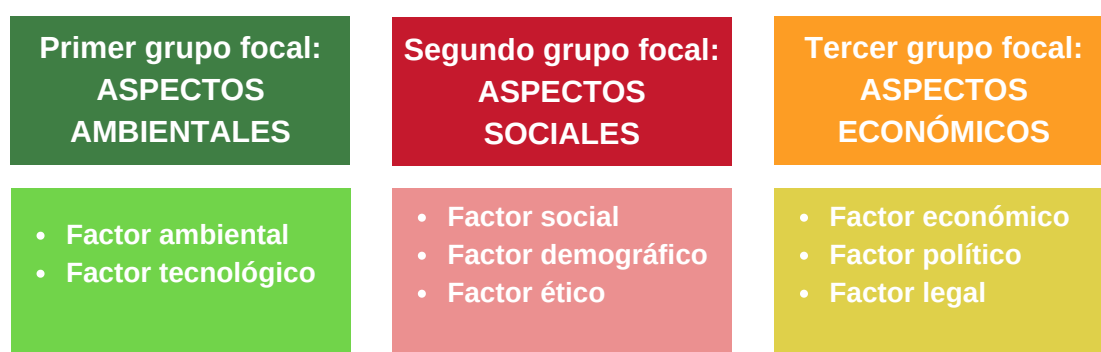 Primer grupo focal:
ASPECTOS
AMBIENTALES
• Factor ambiental
• Factor tecnológico
Segundo grupo focal:
ASPECTOS
SOCIALES
• Factor social
• Factor demográfico
• Factor ético
Tercer grupo focal:
ASPECTOS
ECONÓMICOS
• Factor económico
• Factor político
• Factor legal